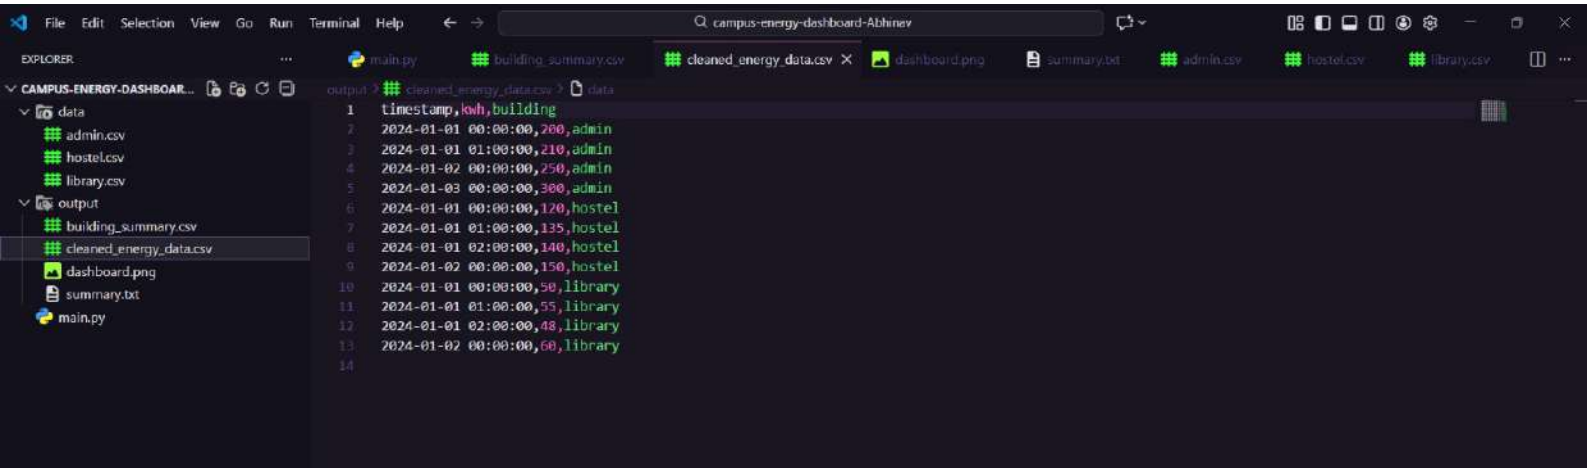 File Edit Selection View Go Run Terminal Help campus-energy-dashboard-Abhinav
EXPLORER
main.py building_summary.csv cleaned_energy_data.csv dashboard.png summary.txt admin.csv hostel.csv library.csv
CAMPUS-ENERGY-DASHBOAR...
output > cleaned_energy_data.csv > data
data
admin.csv
hostel.csv
library.csv
output
building_summary.csv
cleaned_energy_data.csv
dashboard.png
summary.txt
main.py
1 timestamp,kwh,building
2 2024-01-01 00:00:00,200,admin
3 2024-01-01 01:00:00,210,admin
4 2024-01-02 00:00:00,250,admin
5 2024-01-03 00:00:00,300,admin
6 2024-01-01 00:00:00,120,hostel
7 2024-01-01 01:00:00,135,hostel
8 2024-01-01 02:00:00,140,hostel
9 2024-01-02 00:00:00,150,hostel
10 2024-01-01 00:00:00,50,library
11 2024-01-01 01:00:00,55,library
12 2024-01-01 02:00:00,48,library
13 2024-01-02 00:00:00,60,library
14